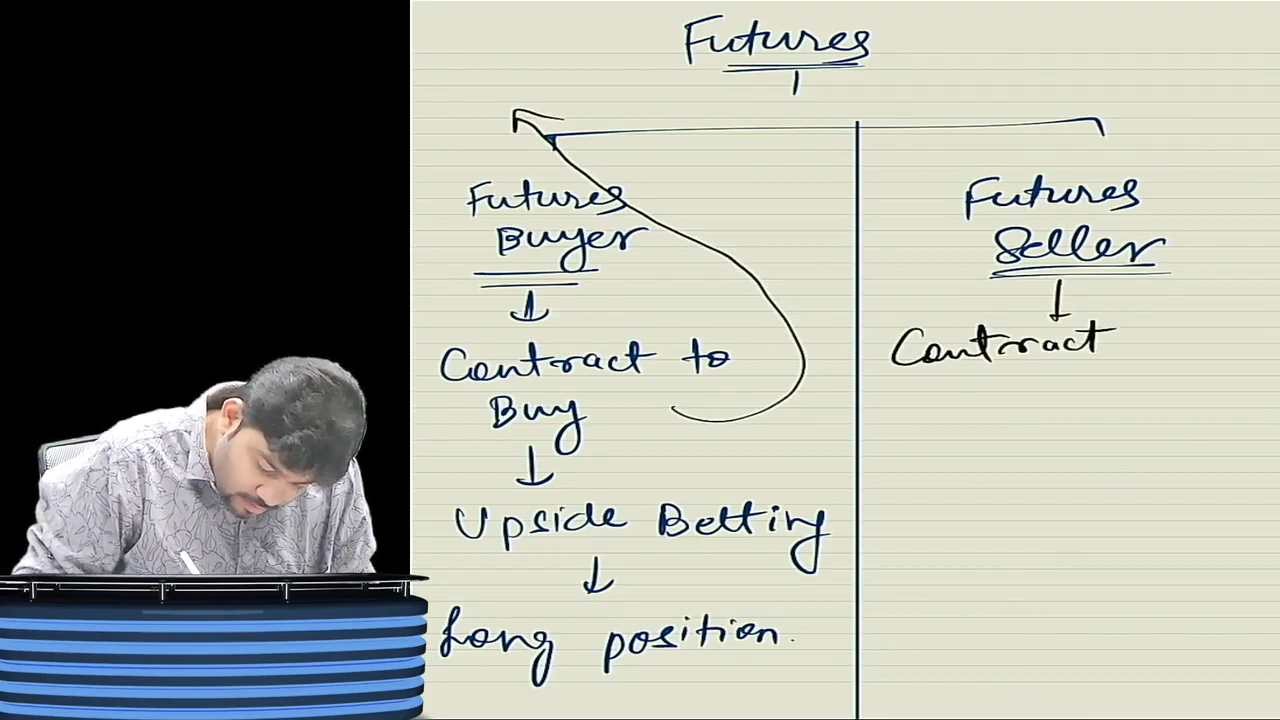 Futures
Futures
Buyer
Contract to
Buy
Upside Betting
Long position.
Futures
Seller
Contract